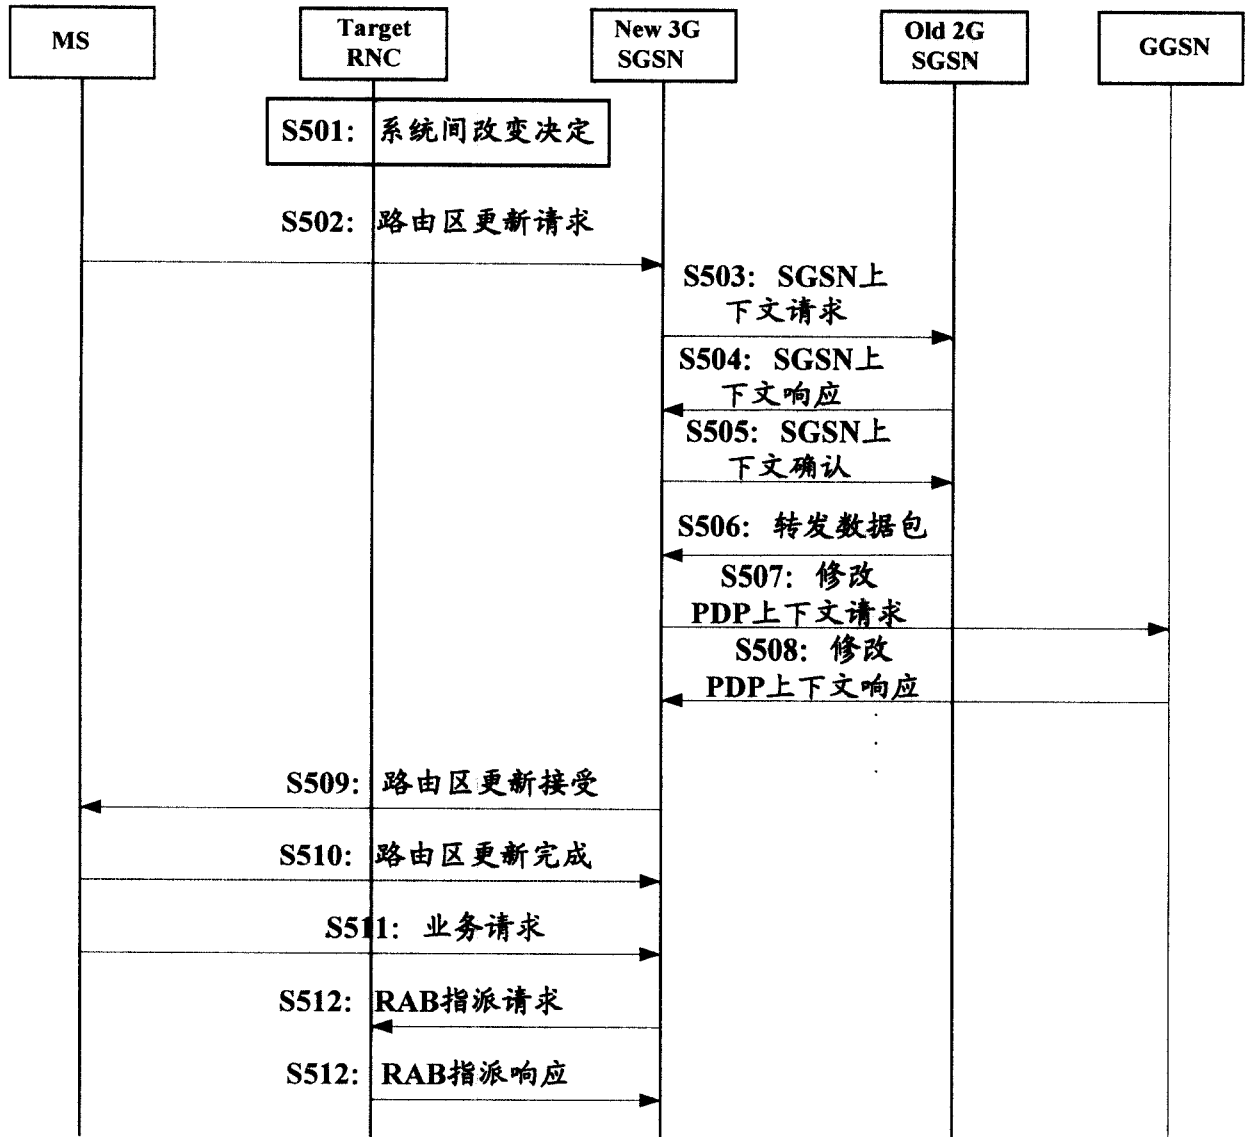 MS
Target
RNC
New 3G
SGSN
Old 2G
SGSN
GGSN
S501: 系统间改变决定
S502: 路由区更新请求
S503: SGSN上
下文请求
S504: SGSN上
下文响应
S505: SGSN上
下文确认
S506: 转发数据包
S507: 修改
PDP上下文请求
S508: 修改
PDP上下文响应
S509: 路由区更新接受
S510: 路由区更新完成
S511: 业务请求
S512: RAB指派请求
S512: RAB指派响应